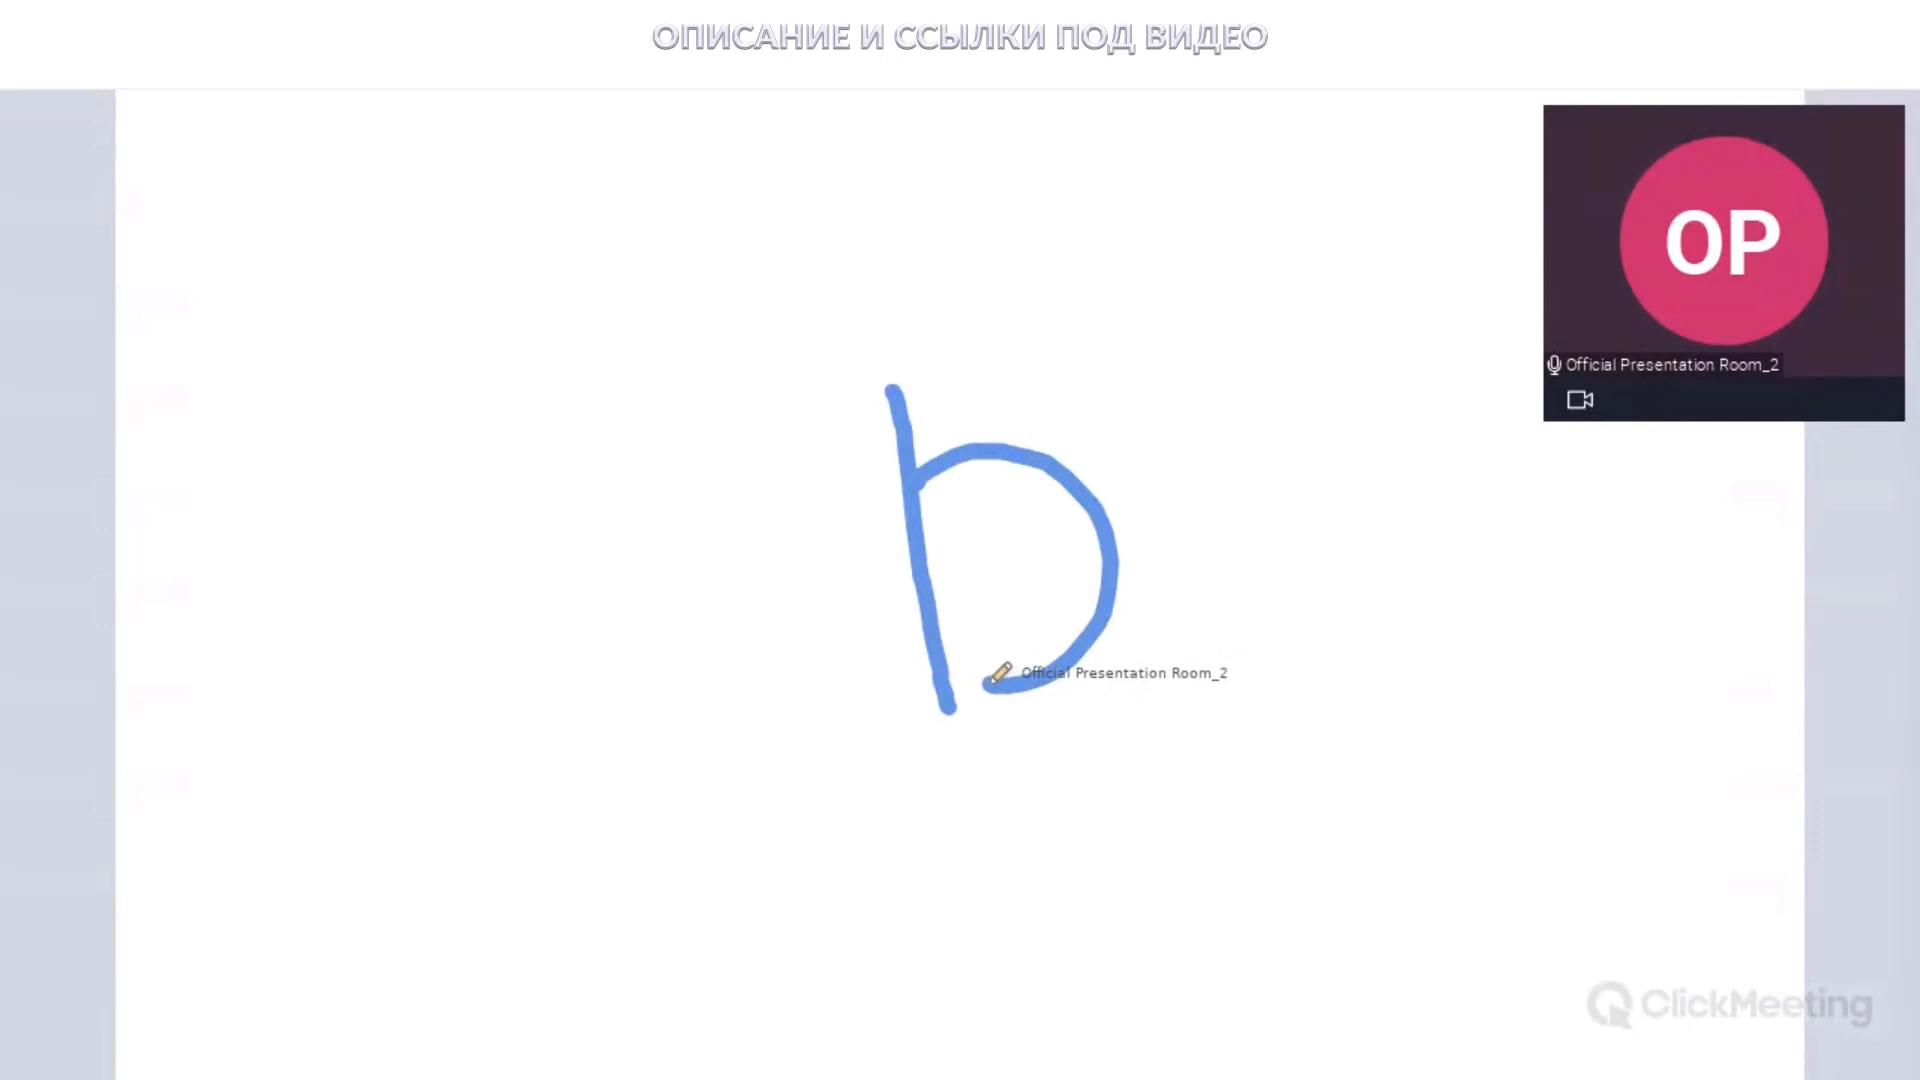 ОПИСАНИЕ И ССЫЛКИ ПОД ВИДЕО
OP
Official Presentation Room_2
b
Official Presentation Room_2
ClickMeeting